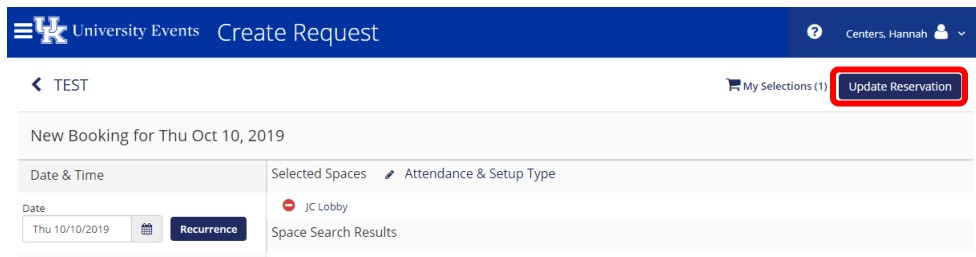 UK University Events Create Request ? Centers, Hannah
TEST My Selections (1) Update Reservation
New Booking for Thu Oct 10, 2019
Date & Time Selected Spaces Attendance & Setup Type
Date JC Lobby
Thu 10/10/2019 Recurrence Space Search Results